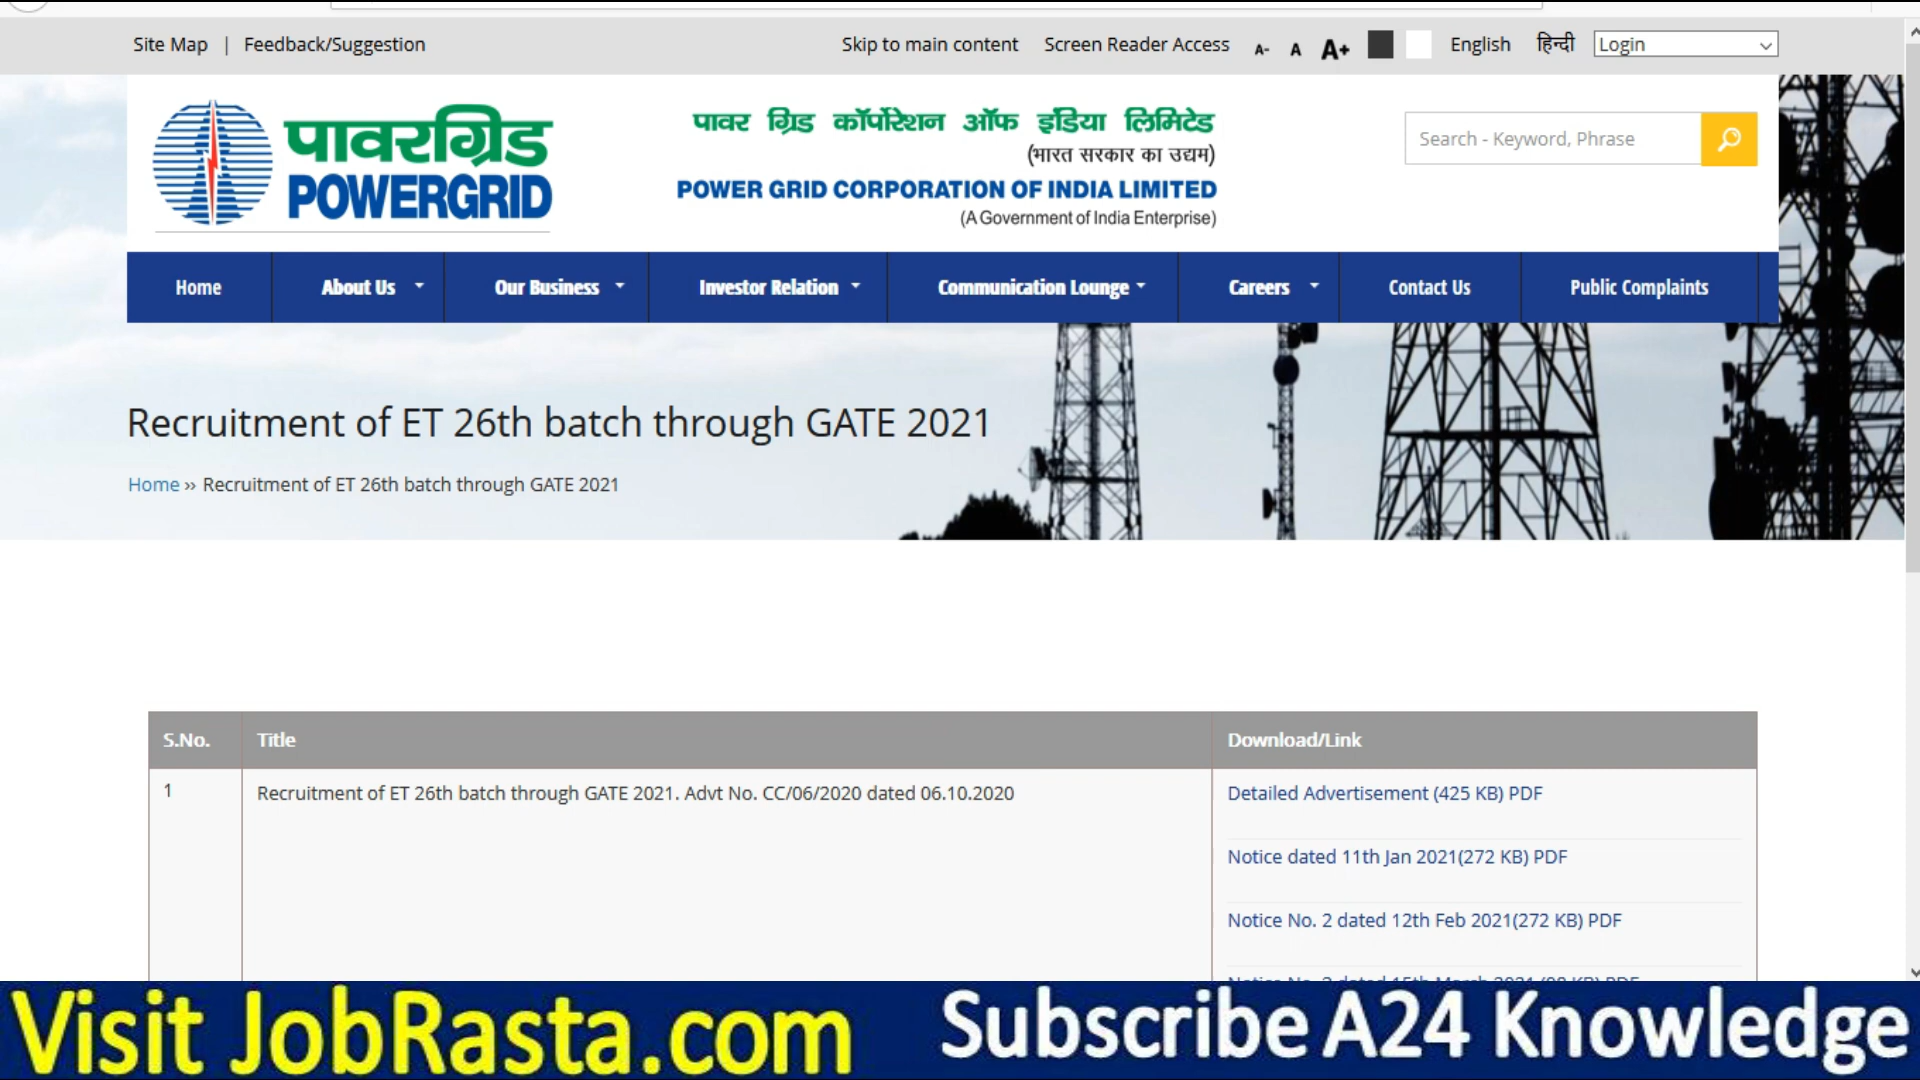 Site Map | Feedback/Suggestion
Skip to main content Screen Reader Access A- A A+ English हिन्दी Login
पावरग्रिड
POWERGRID
पावर ग्रिड कॉर्पोरेशन ऑफ इंडिया लिमिटेड
(भारत सरकार का उद्यम)
POWER GRID CORPORATION OF INDIA LIMITED
(A Government of India Enterprise)
Search - Keyword, Phrase
Home About Us Our Business Investor Relation Communication Lounge Careers Contact Us Public Complaints
Recruitment of ET 26th batch through GATE 2021
Home ›› Recruitment of ET 26th batch through GATE 2021
S.No. Title Download/Link
1 Recruitment of ET 26th batch through GATE 2021. Advt No. CC/06/2020 dated 06.10.2020 Detailed Advertisement (425 KB) PDF
Notice dated 11th Jan 2021(272 KB) PDF
Notice No. 2 dated 12th Feb 2021(272 KB) PDF
Visit JobRasta.com Subscribe A24 Knowledge